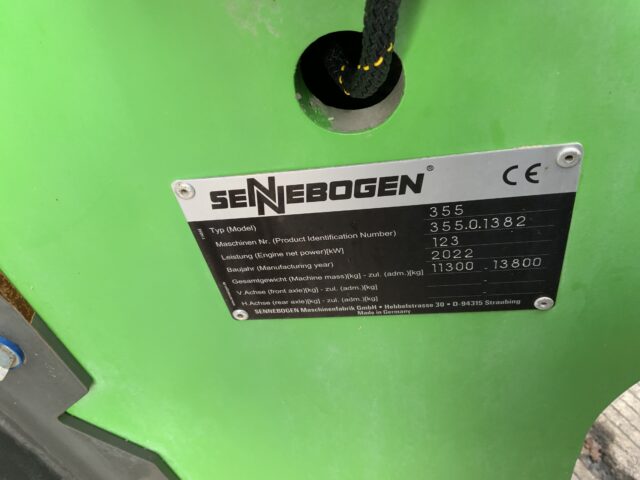 SENNEBOGEN® CE
Typ (Model) 355
Maschinen Nr. (Product Identification Number) 355.0.1382
Leistung (Engine net power)[kW] 123
Baujahr (Manufacturing year) 2022
Gesamtgewicht (Machine mass)[kg] - zul. (adm.)[kg] 11300 . 13800
V.Achse (front axle)[kg] - zul. (adm.)[kg]
H.Achse (rear axle)[kg] - zul. (adm.)[kg]
SENNEBOGEN Maschinenfabrik GmbH • Hebbelstrasse 30 • D-94315 Straubing
Made in Germany